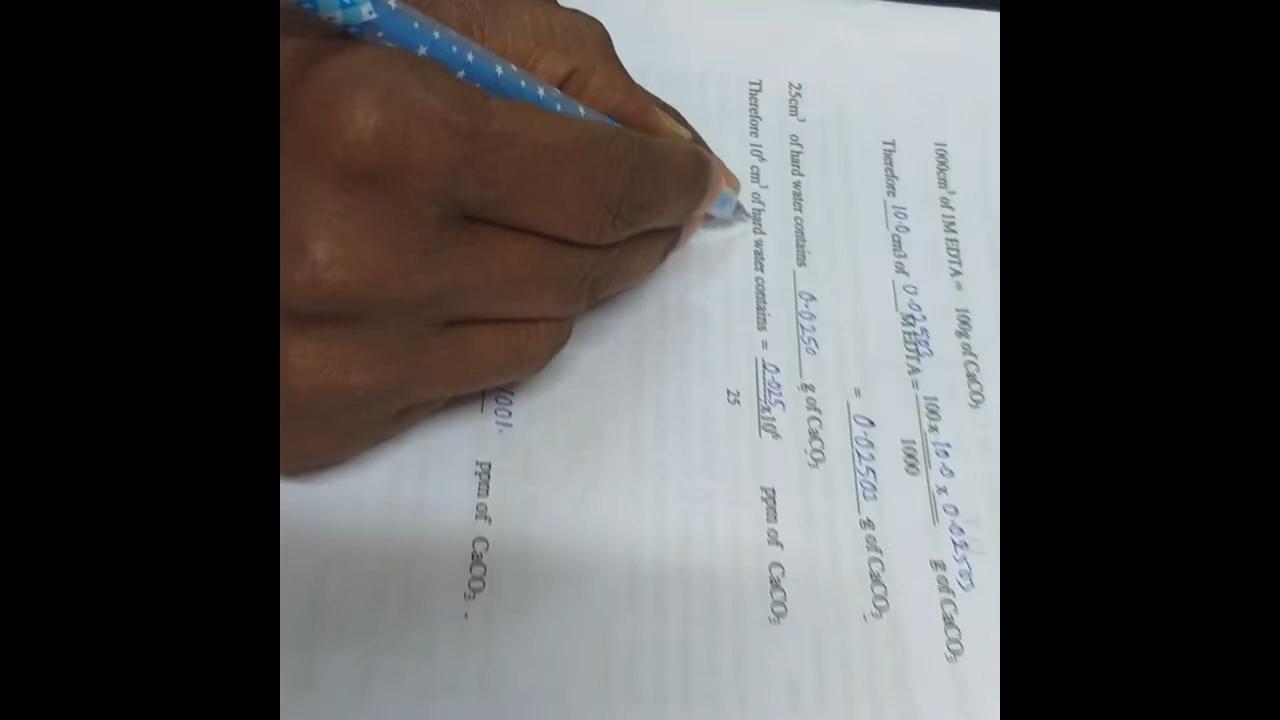 1000cm³ of 1M EDTA = 100g of CaCO₃
Therefore 10.0 cm3 of 0.02503 M EDTA = 100 x 10.0 x 0.02503 g of CaCO₃
1000
= 0.02503 g of CaCO₃
25cm³ of hard water contains 0.0250 g of CaCO₃
Therefore 10⁶ cm³ of hard water contains = 0.025 x 10⁶ ppm of CaCO₃
25
1001. ppm of CaCO₃.